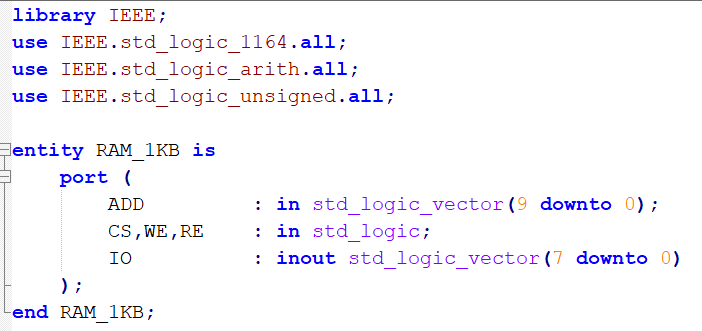 library IEEE;
use IEEE.std_logic_1164.all;
use IEEE.std_logic_arith.all;
use IEEE.std_logic_unsigned.all;
entity RAM_1KB is
port (
ADD : in std_logic_vector(9 downto 0);
CS,WE,RE : in std_logic;
IO : inout std_logic_vector(7 downto 0)
);
end RAM_1KB;